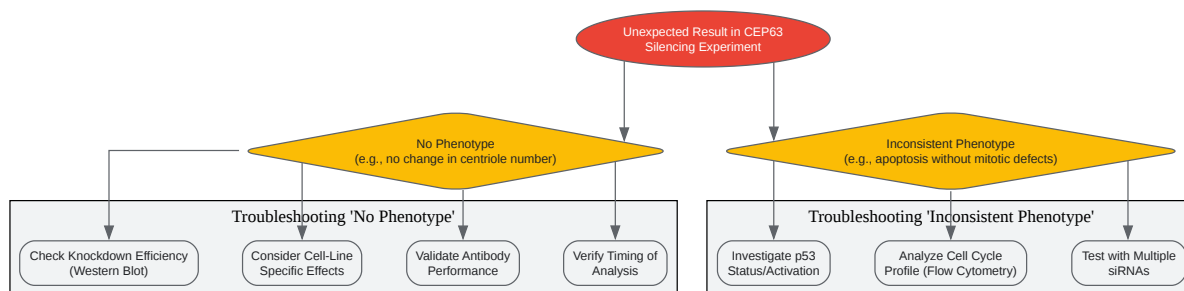 Unexpected Result in CEP63
Silencing Experiment
No Phenotype
(e.g., no change in centriole number)
Inconsistent Phenotype
(e.g., apoptosis without mitotic defects)
Troubleshooting 'No Phenotype'
Troubleshooting 'Inconsistent Phenotype'
Check Knockdown Efficiency
(Western Blot)
Consider Cell-Line
Specific Effects
Validate Antibody
Performance
Verify Timing of
Analysis
Investigate p53
Status/Activation
Analyze Cell Cycle
Profile (Flow Cytometry)
Test with Multiple
siRNAs